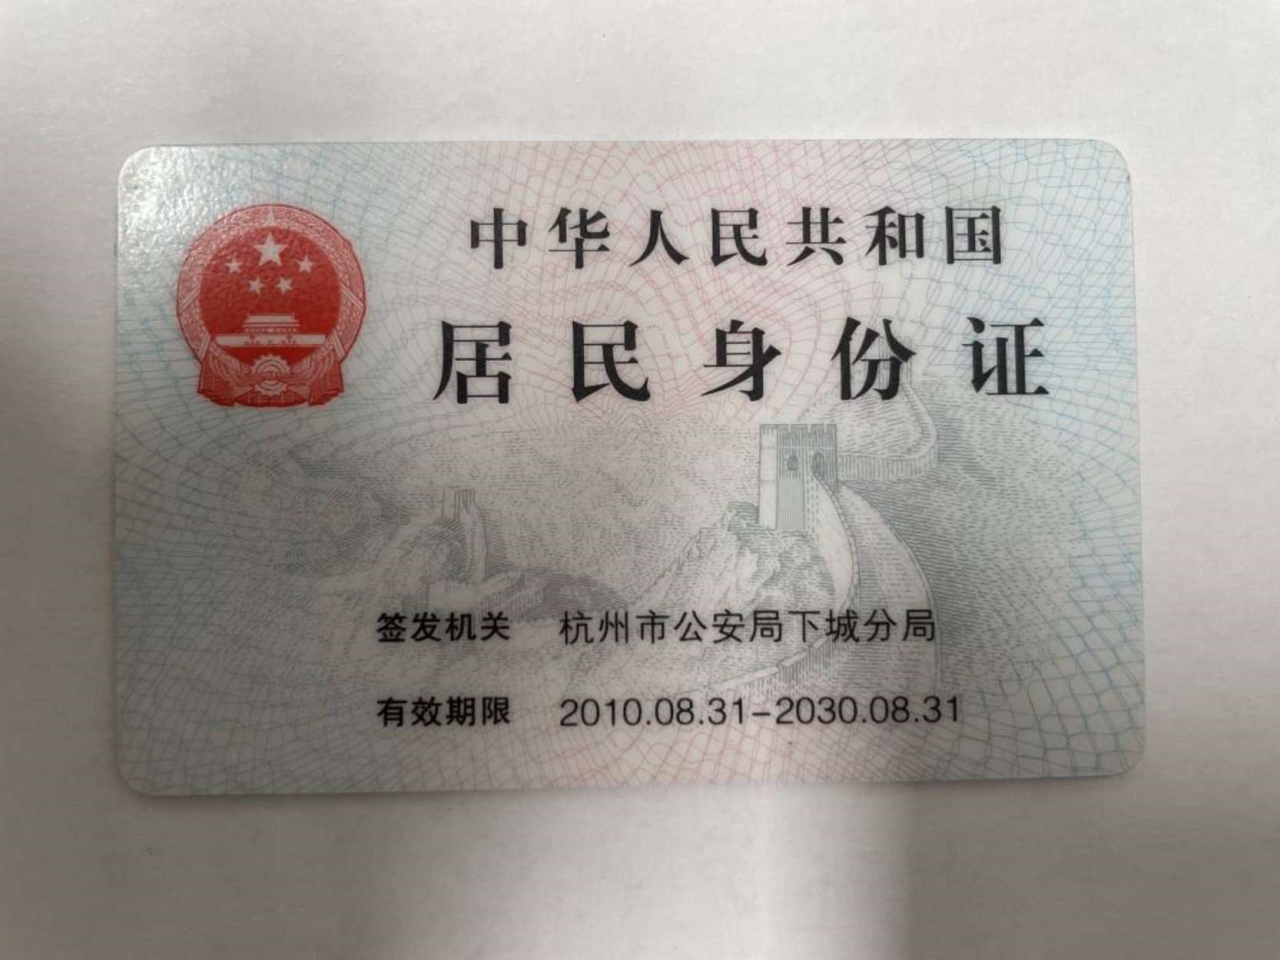 中华人民共和国
居民身份证
签发机关 杭州市公安局下城分局
有效期限 2010.08.31-2030.08.31